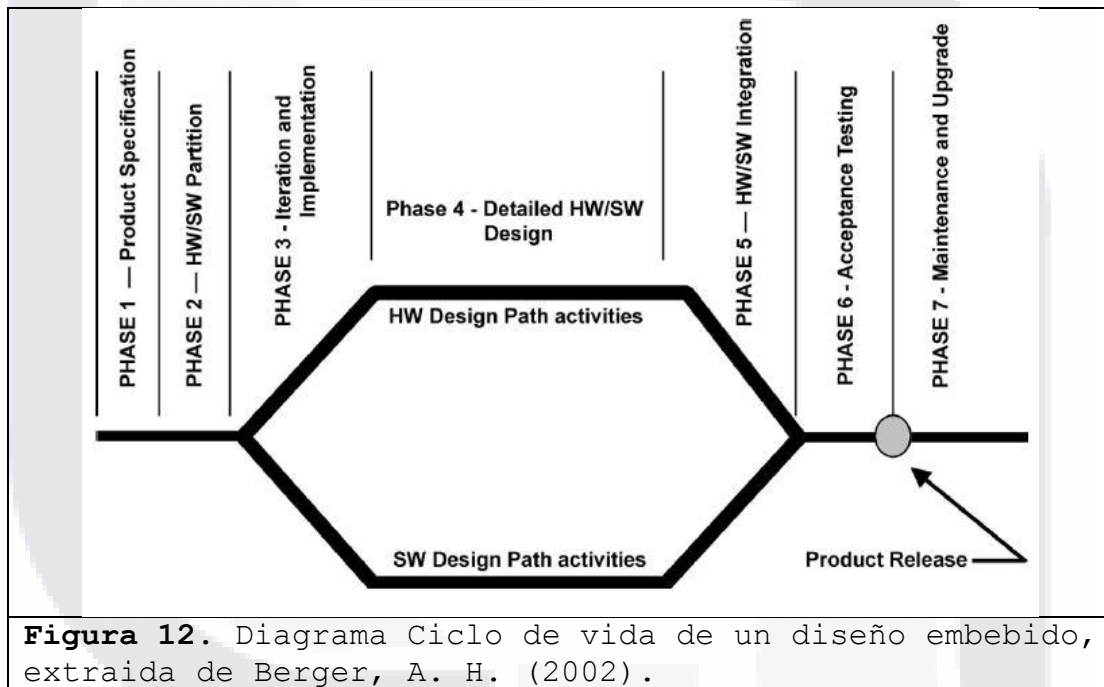 PHASE 1 — Product Specification
PHASE 2 — HW/SW Partition
PHASE 3 - Iteration and
Implementation
Phase 4 - Detailed HW/SW
Design
PHASE 5 — HW/SW Integration
PHASE 6 - Acceptance Testing
PHASE 7 - Maintenance and Upgrade
HW Design Path activities
SW Design Path activities
Product Release
Figura 12. Diagrama Ciclo de vida de un diseño embebido,
extraida de Berger, A. H. (2002).